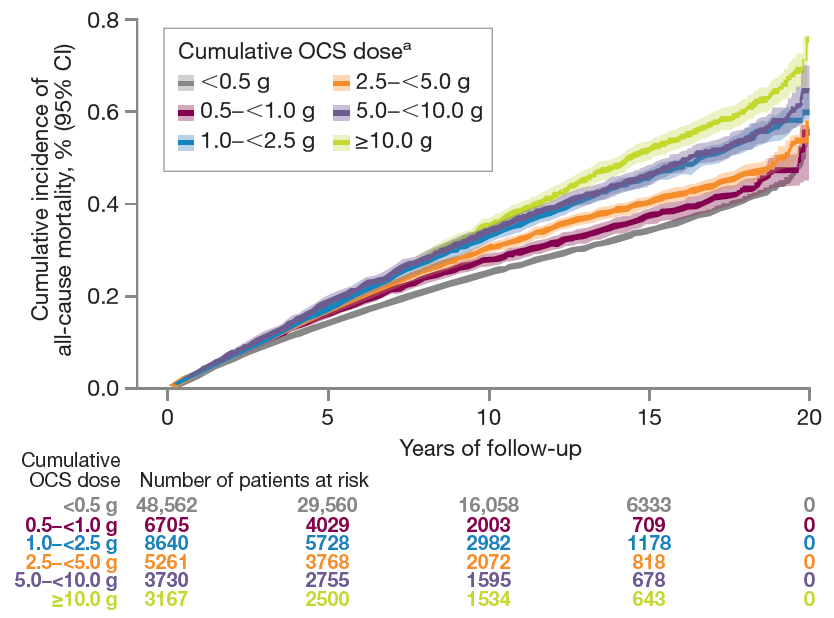 Cumulative incidence of
all-cause mortality, % (95% CI)
0.8
0.6
0.4
0.2
0.0
Cumulative OCS doseᵃ
<0.5 g
2.5–<5.0 g
0.5–<1.0 g
5.0–<10.0 g
1.0–<2.5 g
≥10.0 g
0 5 10 15 20
Years of follow-up
Cumulative
OCS dose
Number of patients at risk
<0.5 g 48,562 29,560 16,058 6333 0
0.5–<1.0 g 6705 4029 2003 709 0
1.0–<2.5 g 8640 5728 2982 1178 0
2.5–<5.0 g 5261 3768 2072 818 0
5.0–<10.0 g 3730 2755 1595 678 0
≥10.0 g 3167 2500 1534 643 0